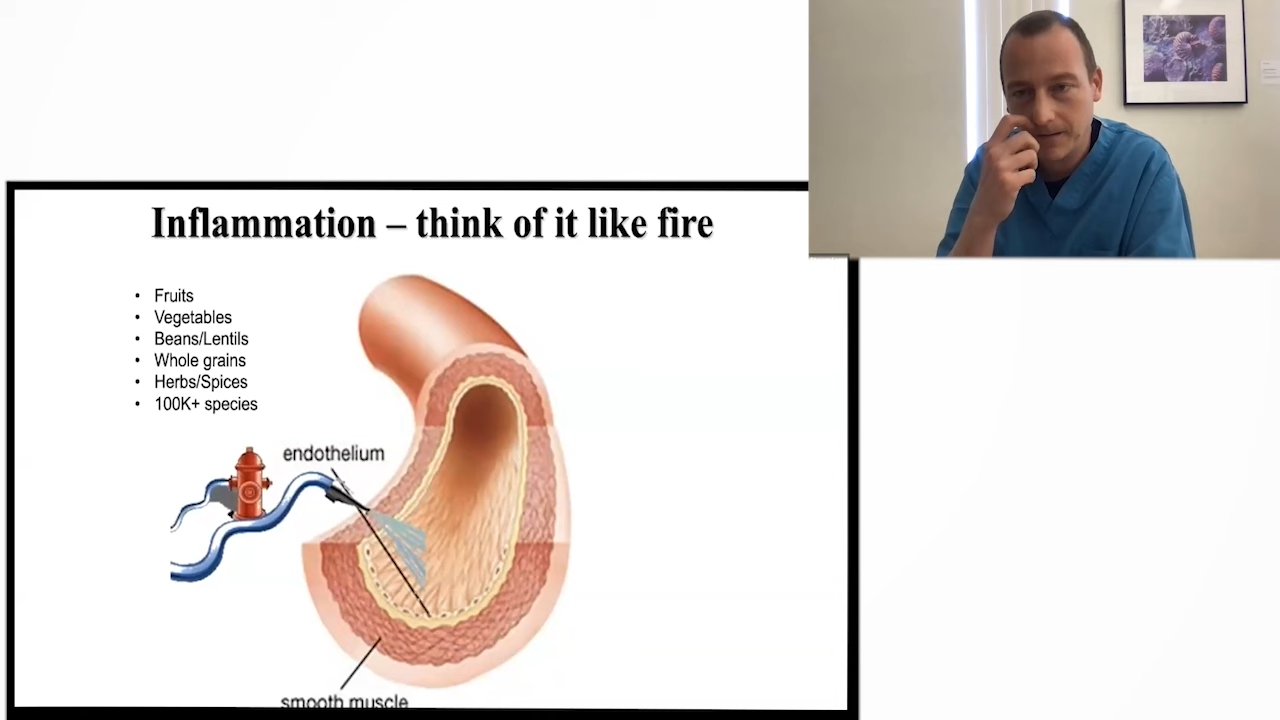 Inflammation – think of it like fire
• Fruits
• Vegetables
• Beans/Lentils
• Whole grains
• Herbs/Spices
• 100K+ species
endothelium
smooth muscle